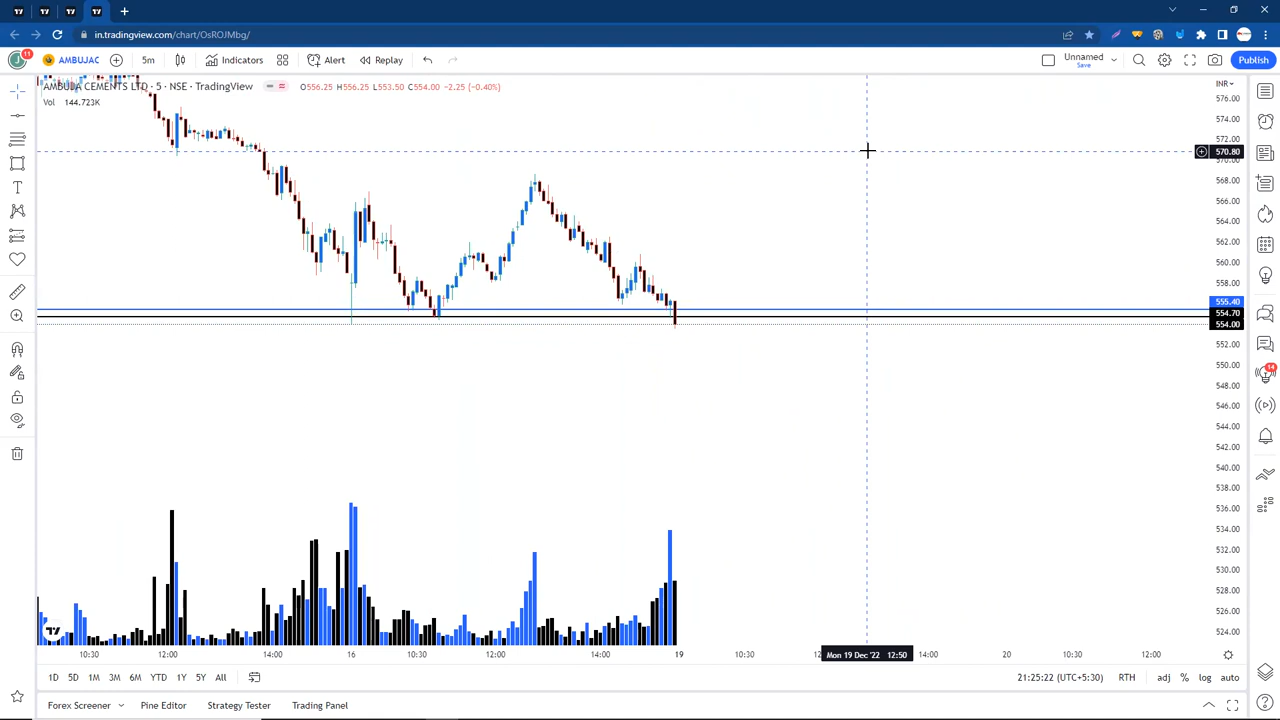 in.tradingview.com/chart/OsROJMbg/
11
AMBUJAC
5m
Indicators
Alert
Replay
Unnamed
Save
Publish
AMBUJA CEMENTS LTD · 5 · NSE · TradingView
O556.25 H556.25 L553.50 C554.00 −2.25 (−0.40%)
INR
Vol 144.723K
576.00
574.00
572.00
570.80
570.00
568.00
566.00
564.00
562.00
560.00
558.00
555.40
554.70
554.00
552.00
550.00
548.00
546.00
544.00
542.00
540.00
538.00
536.00
534.00
532.00
530.00
528.00
526.00
524.00
14
10:30 12:00 14:00 16 10:30 12:00 14:00 19 10:30 Mon 19 Dec '22 12:50 14:00 20 10:30 12:00
1D 5D 1M 3M 6M YTD 1Y 5Y All
21:25:22 (UTC+5:30) RTH adj % log auto
Forex Screener Pine Editor Strategy Tester Trading Panel